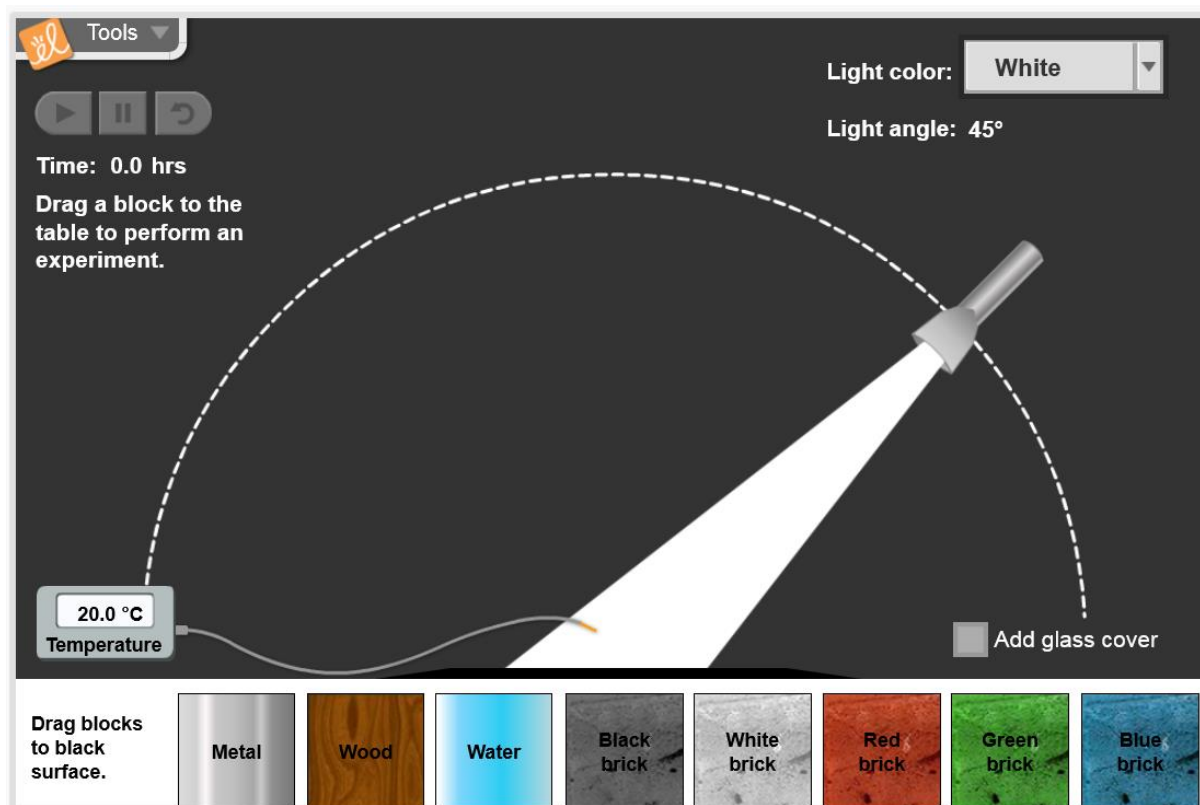 Tools
Light color: White
Light angle: 45°
Time: 0.0 hrs
Drag a block to the
table to perform an
experiment.
20.0 °C
Temperature
Add glass cover
Drag blocks
to black
surface.
Metal
Wood
Water
Black
brick
White
brick
Red
brick
Green
brick
Blue
brick